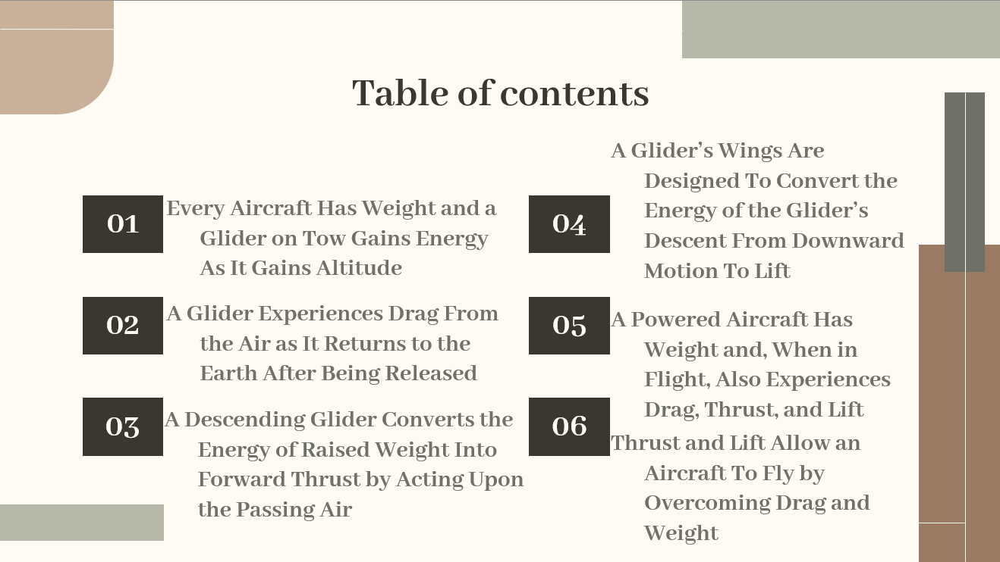 Table of contents
01
Every Aircraft Has Weight and a
Glider on Tow Gains Energy
As It Gains Altitude
02
A Glider Experiences Drag From
the Air as It Returns to the
Earth After Being Released
03
A Descending Glider Converts the
Energy of Raised Weight Into
Forward Thrust by Acting Upon
the Passing Air
04
A Glider’s Wings Are
Designed To Convert the
Energy of the Glider’s
Descent From Downward
Motion To Lift
05
A Powered Aircraft Has
Weight and, When in
Flight, Also Experiences
Drag, Thrust, and Lift
06
Thrust and Lift Allow an
Aircraft To Fly by
Overcoming Drag and
Weight